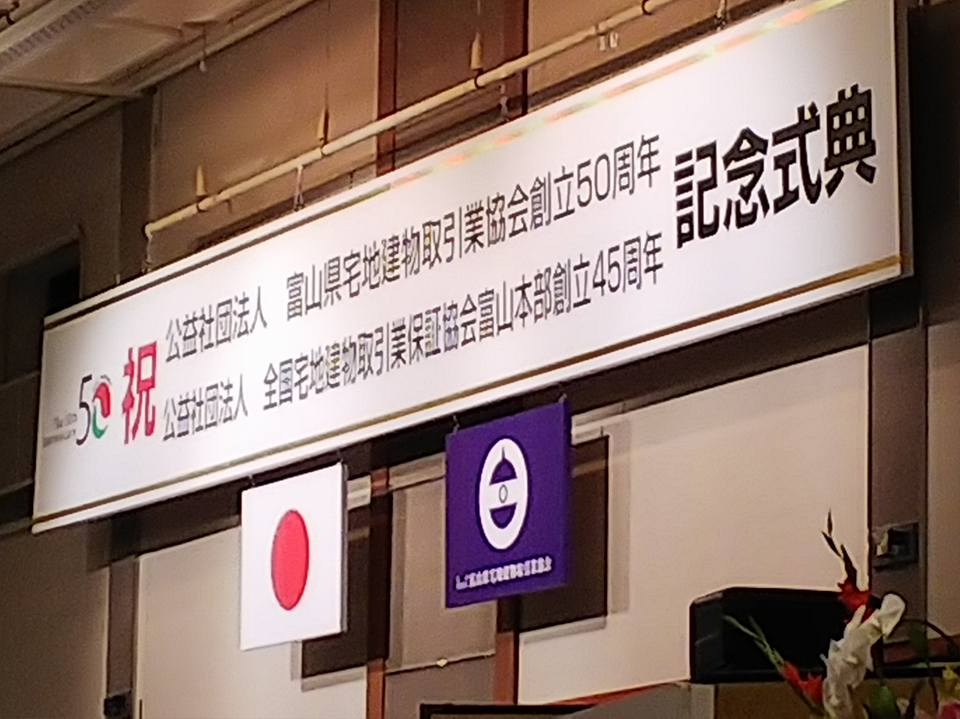 50
祝
公益社団法人 富山県宅地建物取引業協会創立50周年
公益社団法人 全国宅地建物取引業保証協会富山本部創立45周年
記念式典